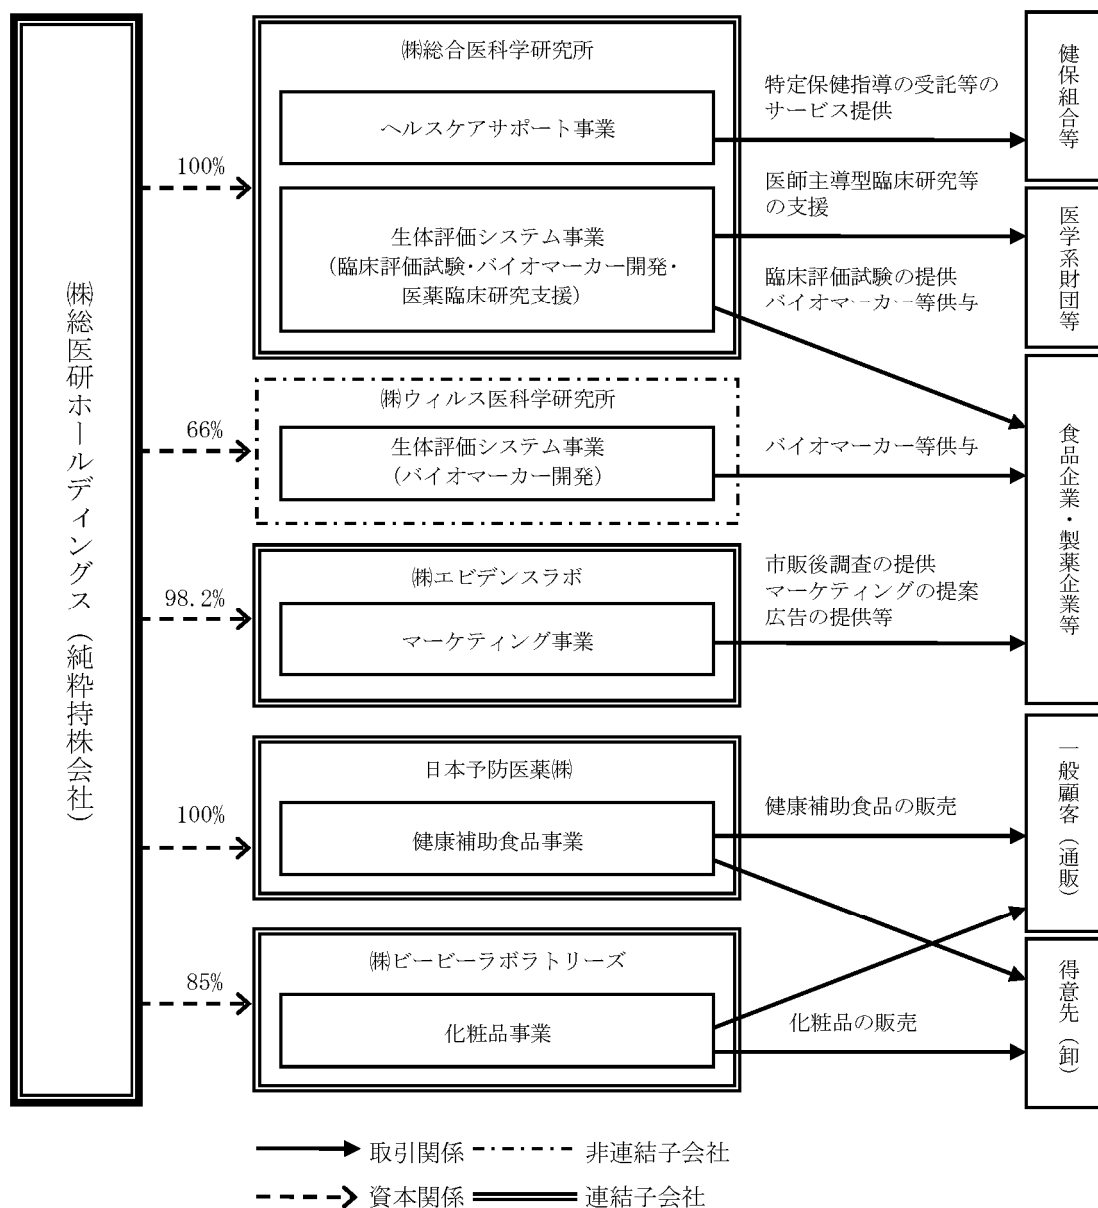 ㈱総医研ホールディングス（純粋持株会社）
100%
66%
98.2%
100%
85%
㈱総合医科学研究所
ヘルスケアサポート事業
生体評価システム事業
（臨床評価試験・バイオマーカー開発・
医薬臨床研究支援）
㈱ウィルス医科学研究所
生体評価システム事業
（バイオマーカー開発）
㈱エビデンスラボ
マーケティング事業
日本予防医薬㈱
健康補助食品事業
㈱ビービーラボラトリーズ
化粧品事業
特定保健指導の受託等の
サービス提供
医師主導型臨床研究等
の支援
臨床評価試験の提供
バイオマーカー等供与
バイオマーカー等供与
市販後調査の提供
マーケティングの提案
広告の提供等
健康補助食品の販売
化粧品の販売
健保組合等
医学系財団等
食品企業・製薬企業等
一般顧客（通販）
得意先（卸）
取引関係
非連結子会社
資本関係
連結子会社